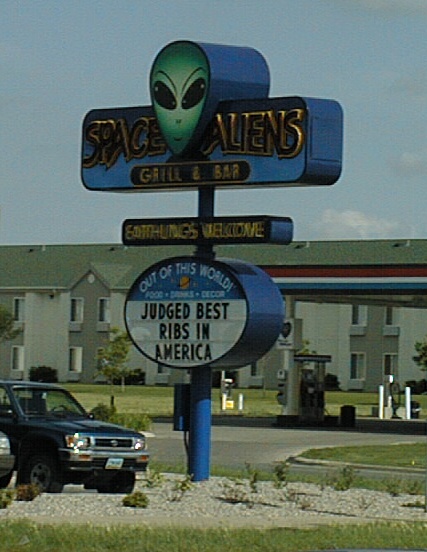 SPACE ALIENS
GRILL & BAR
EARTHLINGS WELCOME
OUT OF THIS WORLD!
FOOD • DRINKS • DECOR
JUDGED BEST
RIBS IN
AMERICA